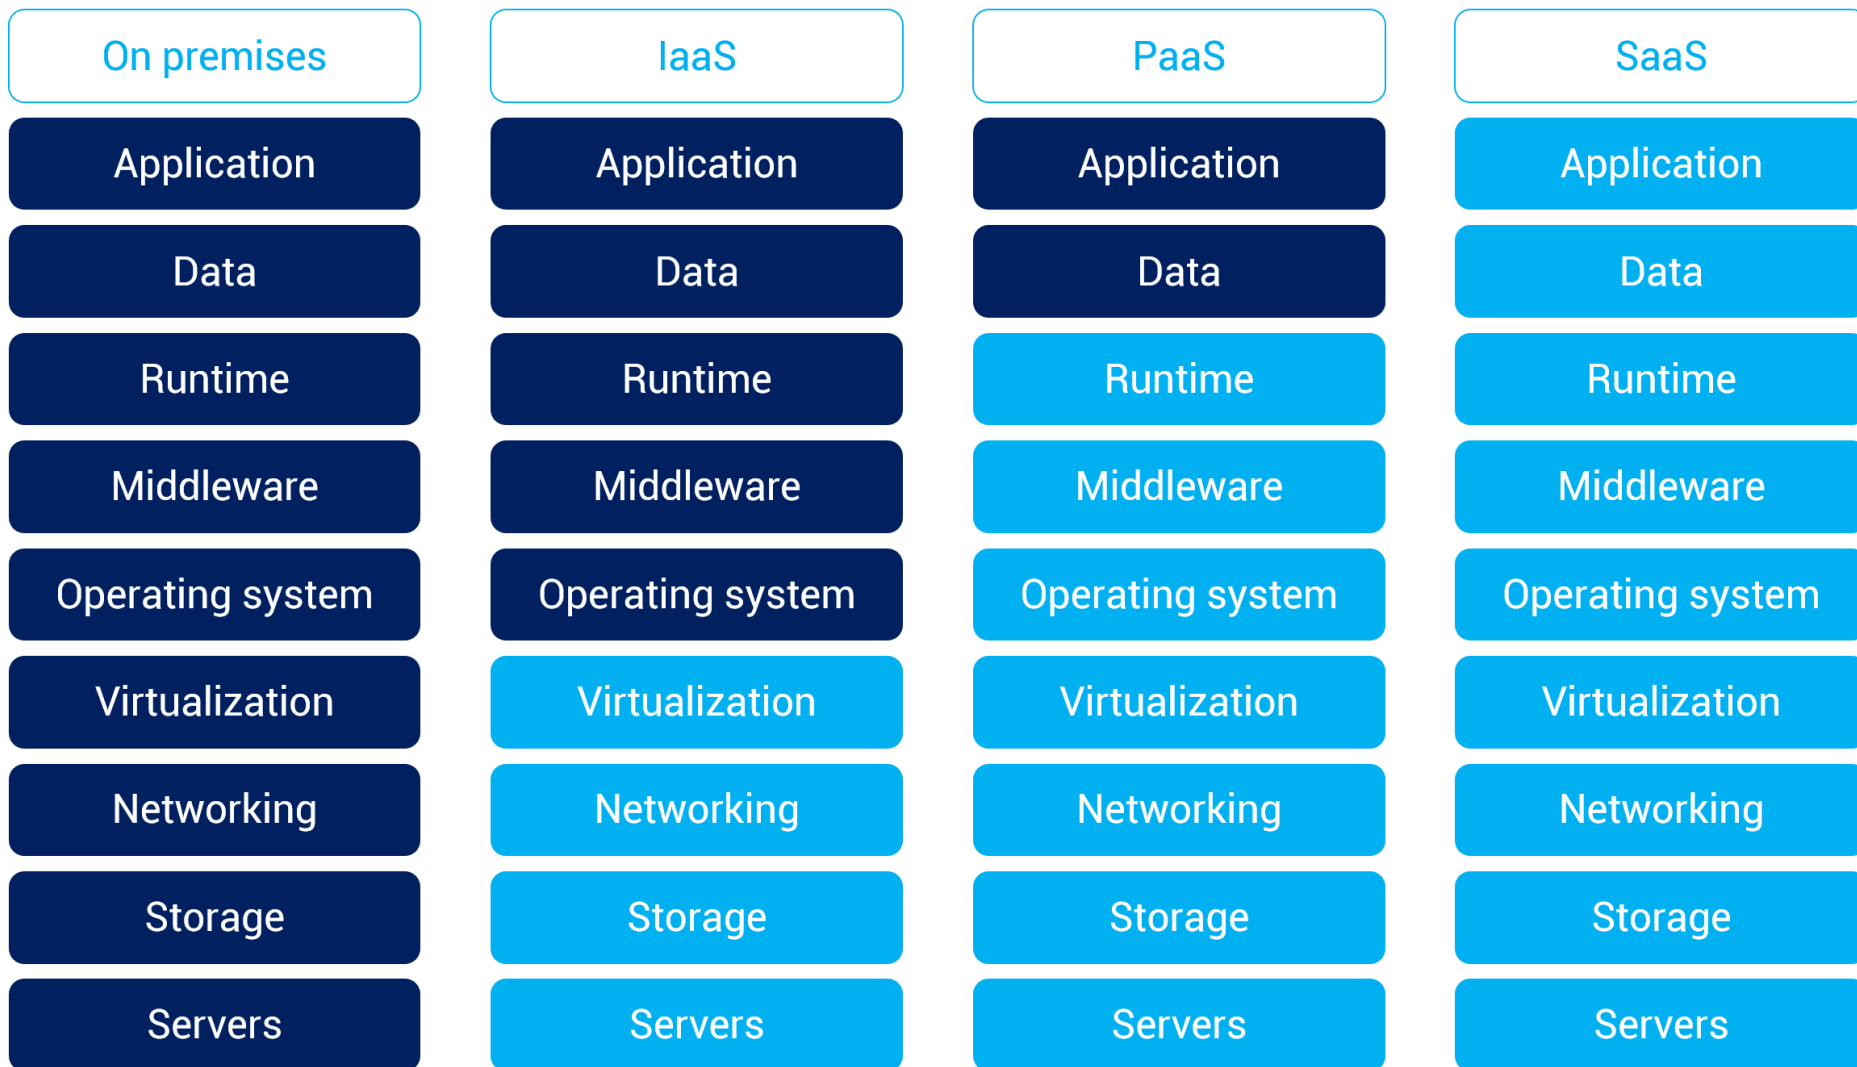 On premises
IaaS
PaaS
SaaS
Application
Application
Application
Application
Data
Data
Data
Data
Runtime
Runtime
Runtime
Runtime
Middleware
Middleware
Middleware
Middleware
Operating system
Operating system
Operating system
Operating system
Virtualization
Virtualization
Virtualization
Virtualization
Networking
Networking
Networking
Networking
Storage
Storage
Storage
Storage
Servers
Servers
Servers
Servers